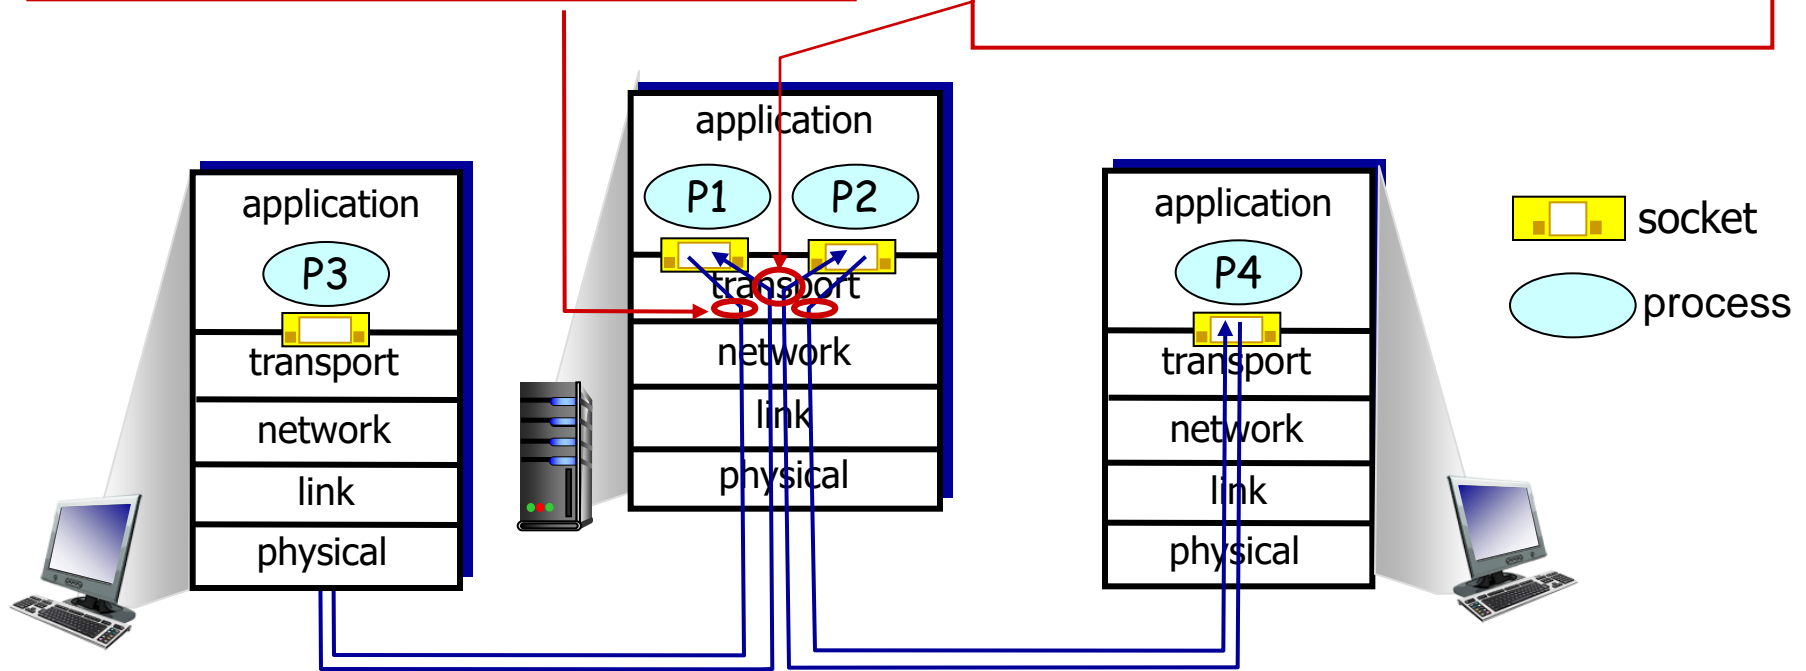 application
P1
P2
transport
network
link
physical
application
P3
transport
network
link
physical
application
P4
transport
network
link
physical
socket
process